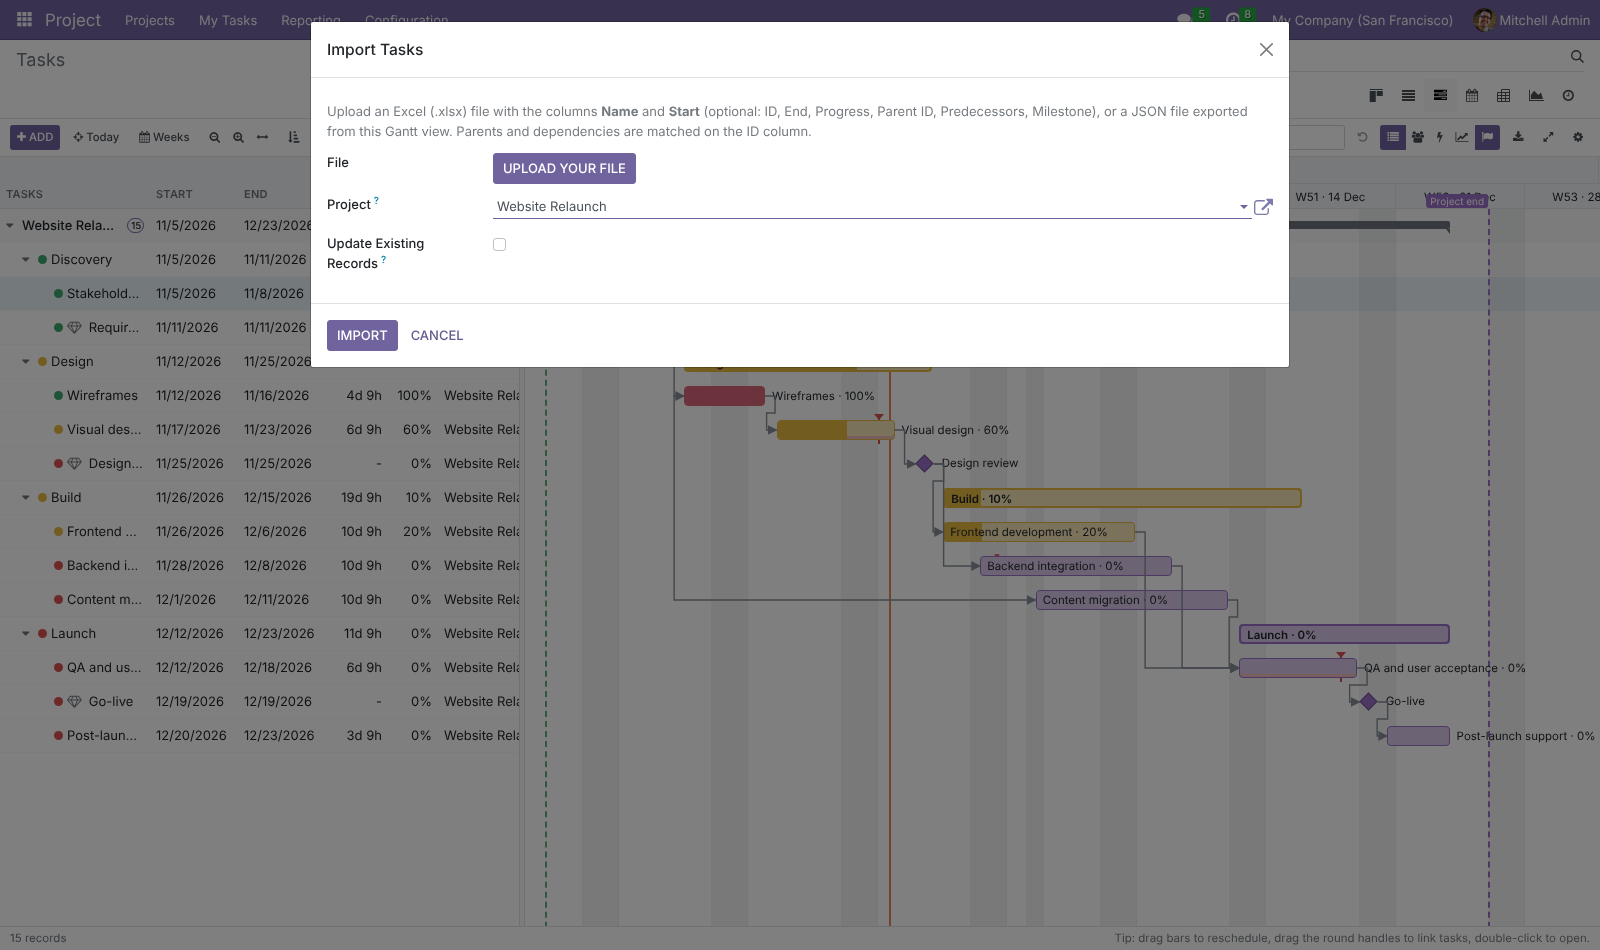 Project Projects My Tasks Reporting Configuration 5 8 My Company (San Francisco) Mitchell Admin
Import Tasks
Tasks
Upload an Excel (.xlsx) file with the columns Name and Start (optional: ID, End, Progress, Parent ID, Predecessors, Milestone), or a JSON file exported
from this Gantt view. Parents and dependencies are matched on the ID column.
+ ADD Today Weeks
File UPLOAD YOUR FILE
Project ? Website Relaunch
Update Existing
Records ?
IMPORT CANCEL
TASKS START END W51 · 14 Dec W53 · 28
Project end
Website Rela... 15 11/5/2026 12/23/2026
Discovery 11/5/2026 11/11/2026
Stakehold... 11/5/2026 11/8/2026
Requir... 11/11/2026 11/11/2026
Design 11/12/2026 11/25/2026
Wireframes 11/12/2026 11/16/2026 4d 9h 100% Website Rela Wireframes · 100%
Visual des... 11/17/2026 11/23/2026 6d 9h 60% Website Rela Visual design · 60%
Design... 11/25/2026 11/25/2026 - 0% Website Rela Design review
Build 11/26/2026 12/15/2026 19d 9h 10% Website Rela Build · 10%
Frontend ... 11/26/2026 12/6/2026 10d 9h 20% Website Rela Frontend development · 20%
Backend i... 11/28/2026 12/8/2026 10d 9h 0% Website Rela Backend integration · 0%
Content m... 12/1/2026 12/11/2026 10d 9h 0% Website Rela Content migration · 0%
Launch 12/12/2026 12/23/2026 11d 9h 0% Website Rela Launch · 0%
QA and us... 12/12/2026 12/18/2026 6d 9h 0% Website Rela QA and user acceptance · 0%
Go-live 12/19/2026 12/19/2026 - 0% Website Rela Go-live
Post-laun... 12/20/2026 12/23/2026 3d 9h 0% Website Rela Post-launch support · 0%
15 records Tip: drag bars to reschedule, drag the round handles to link tasks, double-click to open.